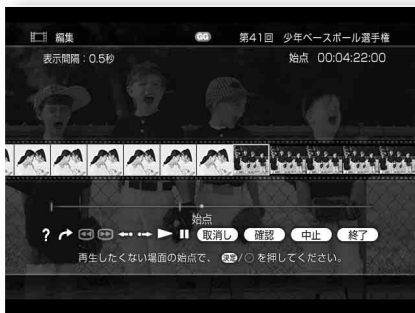 編集 GG 第41回 少年ベースボール選手権
表示間隔：0.5秒 始点 00:04:22:00
始点
? 取消し 確認 中止 終了
再生したくない場面の始点で、決定/○ を押してください。